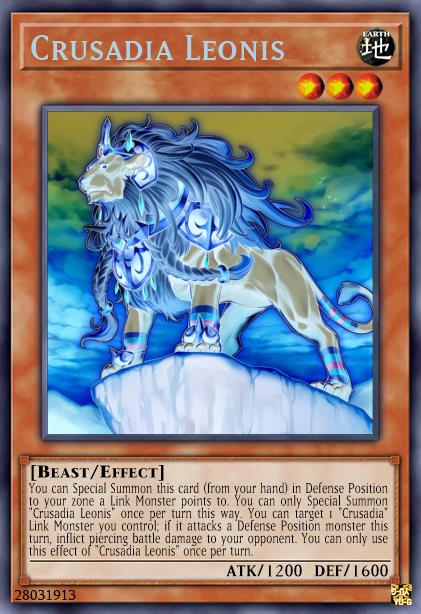 Crusadia Leonis
EARTH
地
[Beast/Effect]
You can Special Summon this card (from your hand) in Defense Position
to your zone a Link Monster points to. You can only Special Summon
"Crusadia Leonis" once per turn this way. You can target 1 "Crusadia"
Link Monster you control; if it attacks a Defense Position monster this
turn, inflict piercing battle damage to your opponent. You can only use
this effect of "Crusadia Leonis" once per turn.
ATK/1200 DEF/1600
28031913